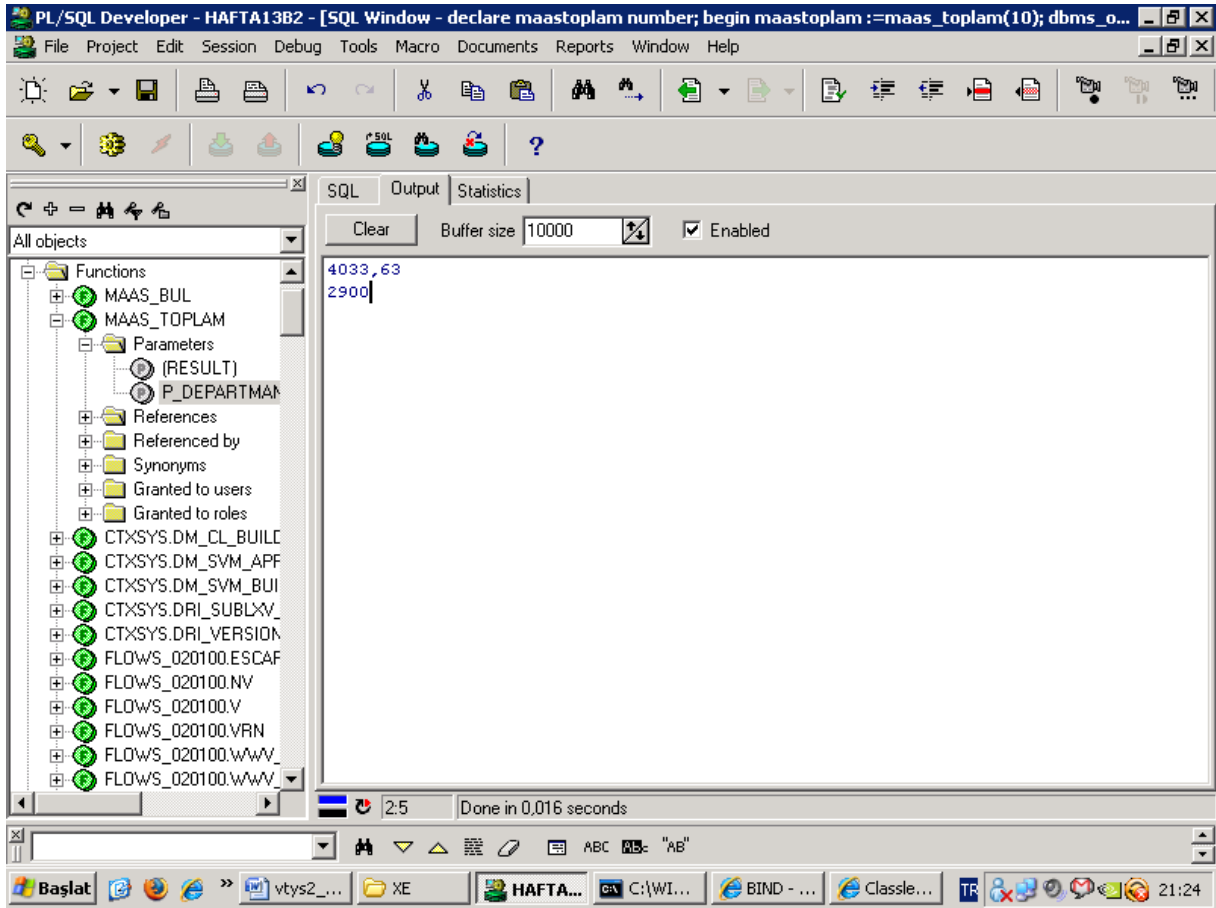 PL/SQL Developer - HAFTA13B2 - [SQL Window - declare maastoplam number; begin maastoplam :=maas_toplam(10); dbms_o...
File Project Edit Session Debug Tools Macro Documents Reports Window Help
SQL Output Statistics
Clear Buffer size 10000 Enabled
All objects
Functions
MAAS_BUL
MAAS_TOPLAM
Parameters
(RESULT)
P_DEPARTMAN
References
Referenced by
Synonyms
Granted to users
Granted to roles
CTXSYS.DM_CL_BUILD
CTXSYS.DM_SVM_APP
CTXSYS.DM_SVM_BUI
CTXSYS.DRI_SUBLXV_
CTXSYS.DRI_VERSION
FLOWS_020100.ESCAP
FLOWS_020100.NV
FLOWS_020100.V
FLOWS_020100.VRN
FLOWS_020100.WWV_
FLOWS_020100.WWV_
4033,63
2900
2:5 Done in 0,016 seconds
ABC AB: "AB"
Başlat » vtys2_... XE HAFTA... C:\WI... BIND - ... Classle... TR 21:24